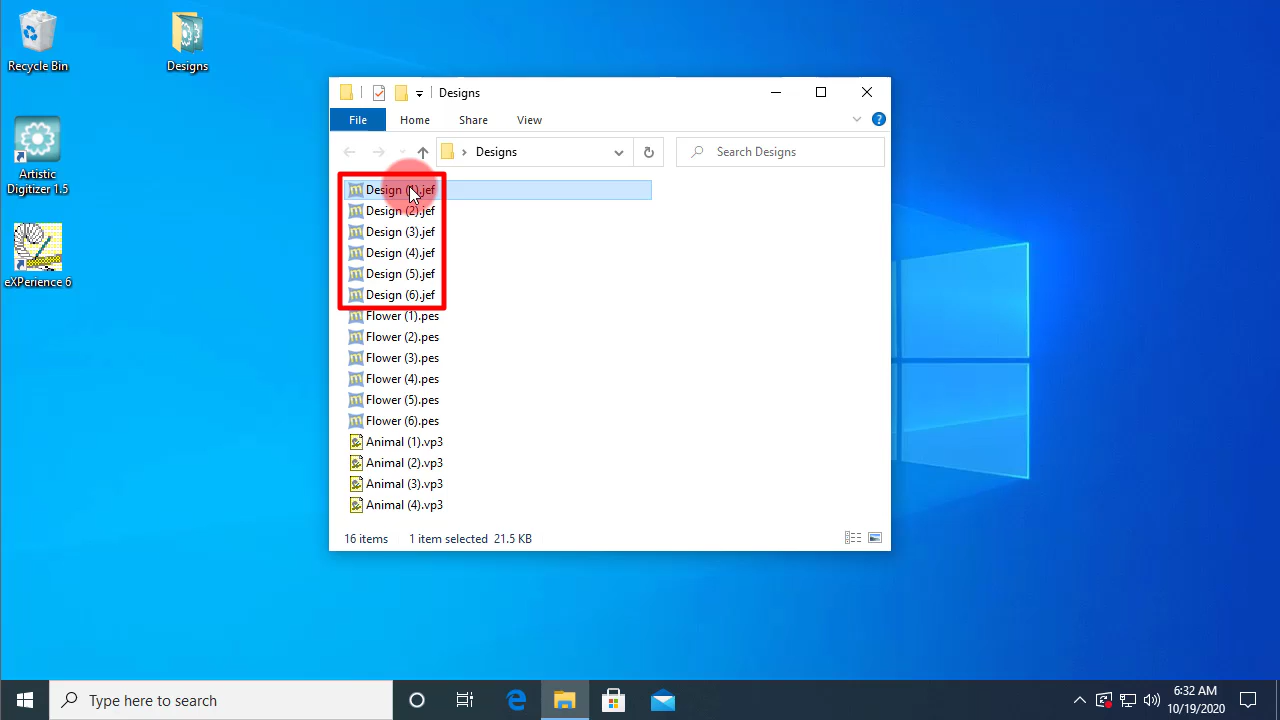 Recycle Bin
Designs
Artistic
Digitizer 1.5
eXPerience 6
Designs
File
Home
Share
View
Designs
Search Designs
Design (1).jef
Design (2).jef
Design (3).jef
Design (4).jef
Design (5).jef
Design (6).jef
Flower (1).pes
Flower (2).pes
Flower (3).pes
Flower (4).pes
Flower (5).pes
Flower (6).pes
Animal (1).vp3
Animal (2).vp3
Animal (3).vp3
Animal (4).vp3
16 items
1 item selected 21.5 KB
Type here to search
6:32 AM
10/19/2020